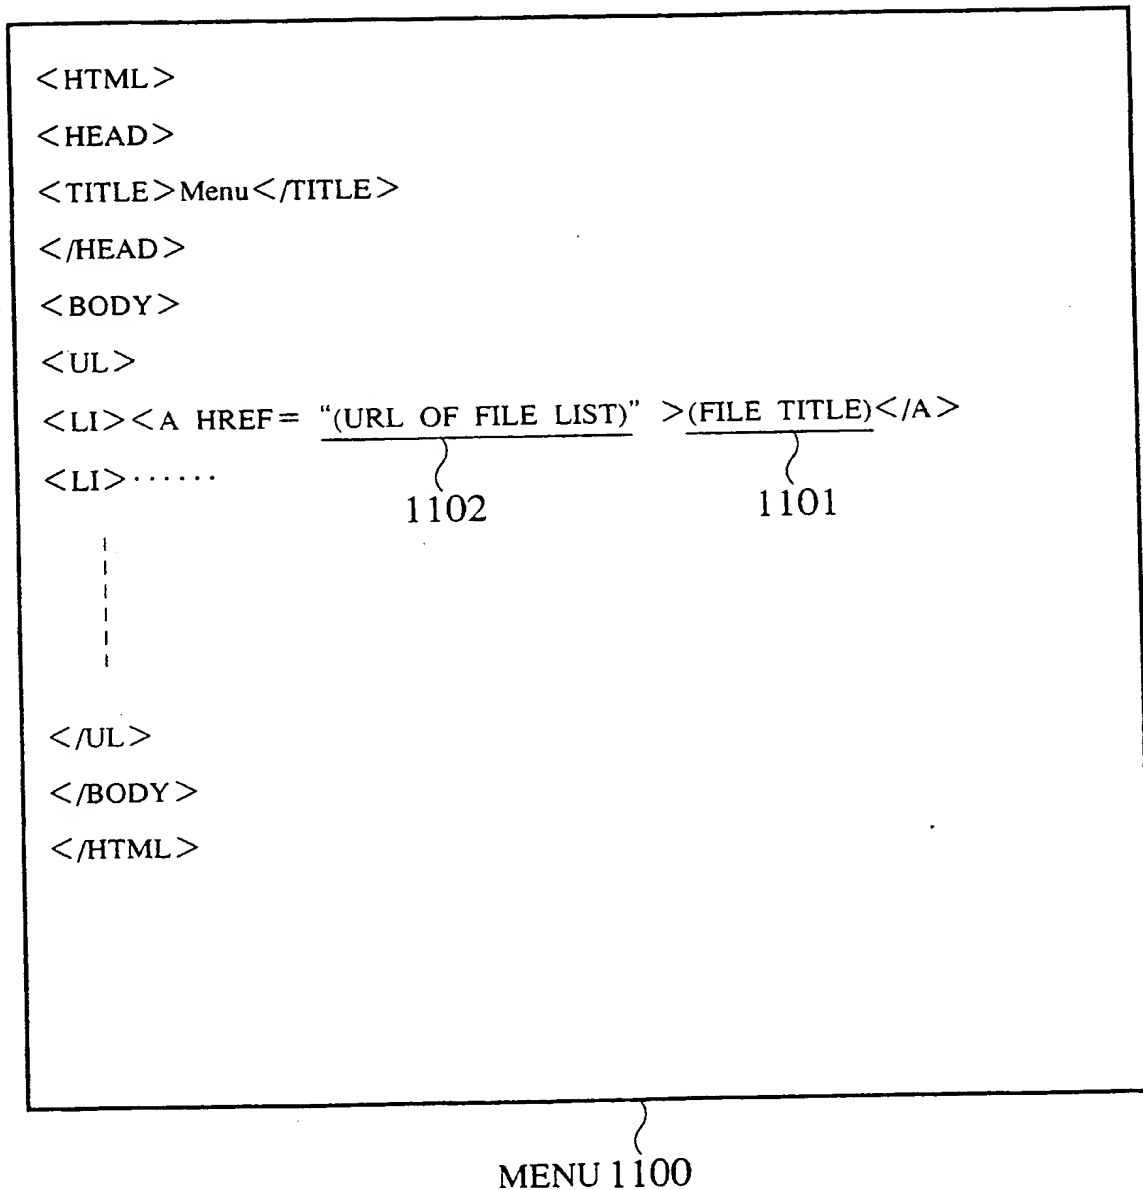 <HTML>
<HEAD>
<TITLE>Menu</TITLE>
</HEAD>
<BODY>
<UL>
<LI><A HREF= “(URL OF FILE LIST)” >(FILE TITLE)</A>
<LI>······
1102 1101
</UL>
</BODY>
</HTML>
MENU 1100